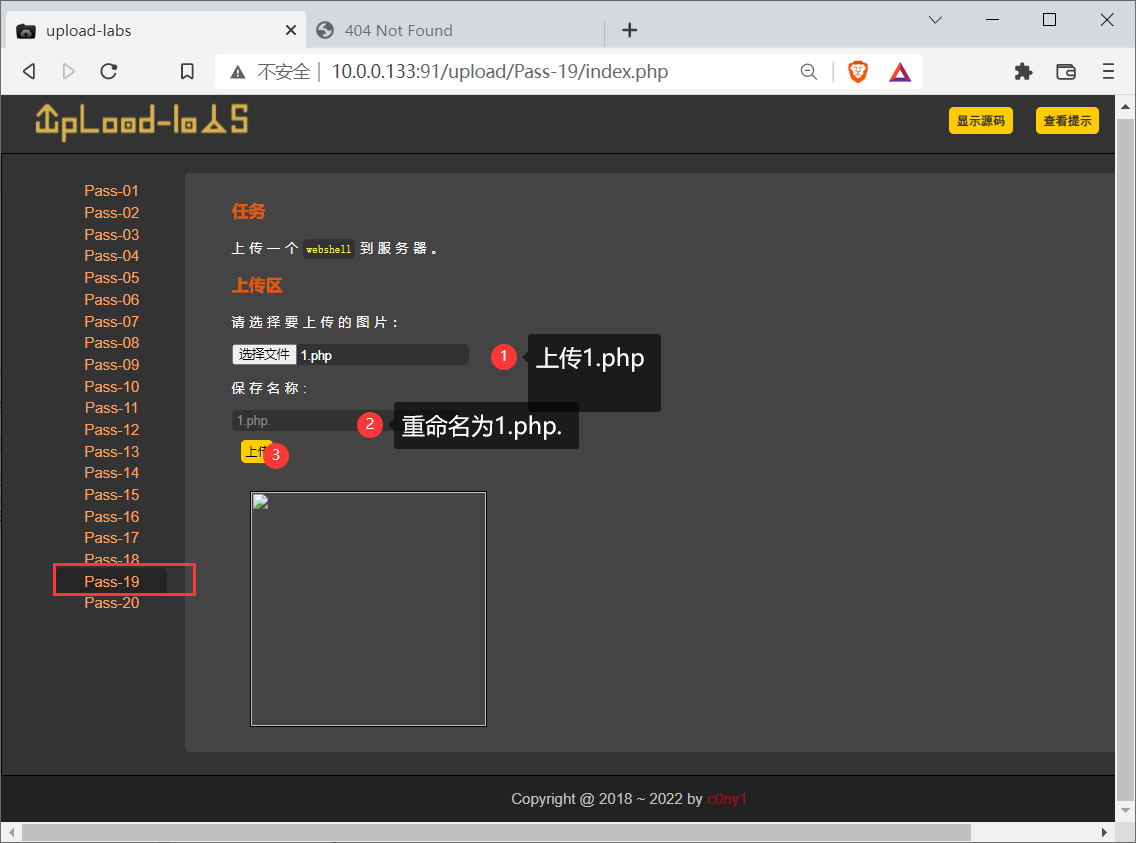 upload-labs
404 Not Found
不安全 10.0.0.133:91/upload/Pass-19/index.php
UpLoad-labs
显示源码
查看提示
Pass-01
Pass-02
Pass-03
Pass-04
Pass-05
Pass-06
Pass-07
Pass-08
Pass-09
Pass-10
Pass-11
Pass-12
Pass-13
Pass-14
Pass-15
Pass-16
Pass-17
Pass-18
Pass-19
Pass-20
任务
上传一个 webshell 到服务器。
上传区
请选择要上传的图片:
选择文件 1.php
1 上传1.php
保存名称:
1.php.
2 重命名为1.php.
上传
3
Copyright @ 2018 ~ 2022 by c0ny1